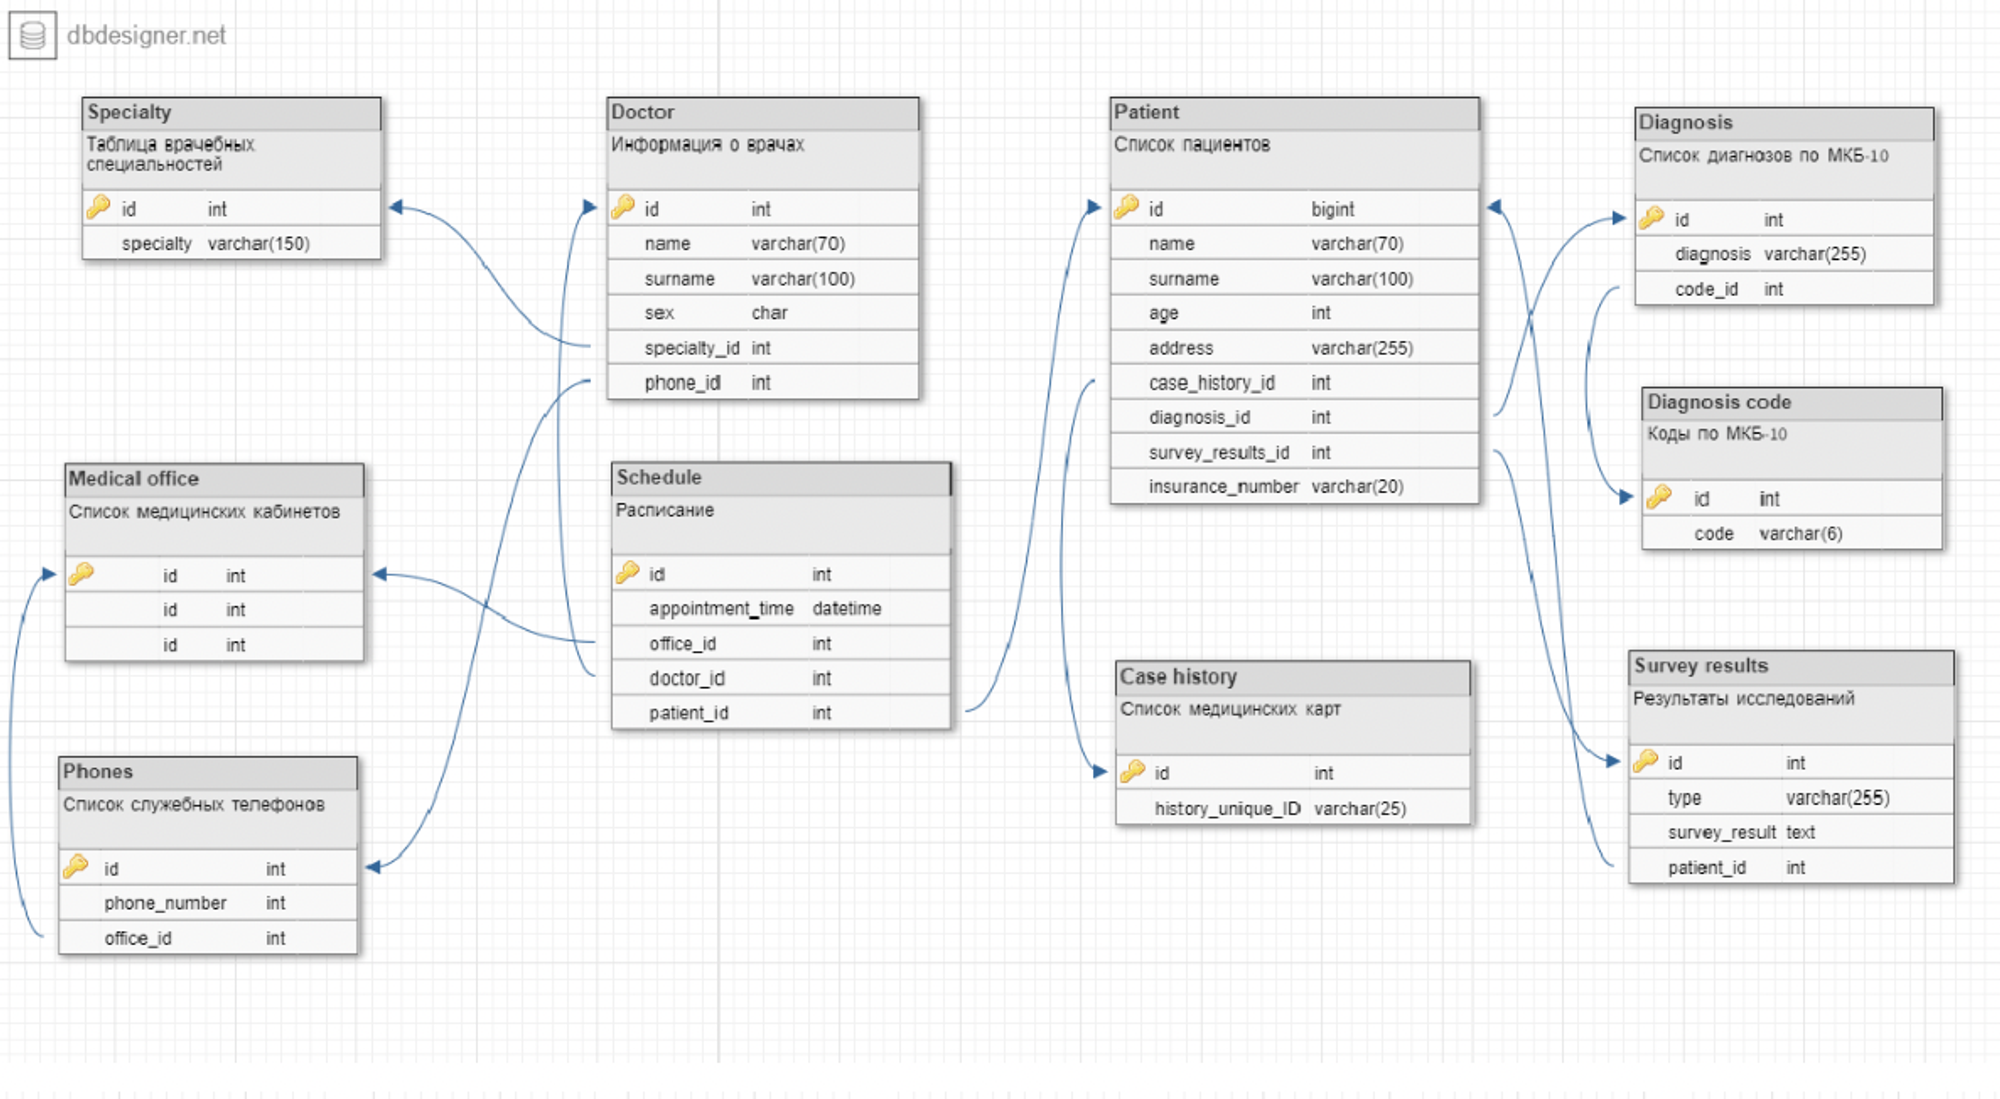 dbdesigner.net
Specialty
Таблица врачебных
специальностей
id int
specialty varchar(150)
Doctor
Информация о врачах
id int
name varchar(70)
surname varchar(100)
sex char
specialty_id int
phone_id int
Patient
Список пациентов
id bigint
name varchar(70)
surname varchar(100)
age int
address varchar(255)
case_history_id int
diagnosis_id int
survey_results_id int
insurance_number varchar(20)
Diagnosis
Список диагнозов по МКБ-10
id int
diagnosis varchar(255)
code_id int
Diagnosis code
Коды по МКБ-10
id int
code varchar(6)
Medical office
Список медицинских кабинетов
id int
id int
id int
Schedule
Расписание
id int
appointment_time datetime
office_id int
doctor_id int
patient_id int
Case history
Список медицинских карт
id int
history_unique_ID varchar(25)
Survey results
Результаты исследований
id int
type varchar(255)
survey_result text
patient_id int
Phones
Список служебных телефонов
id int
phone_number int
office_id int